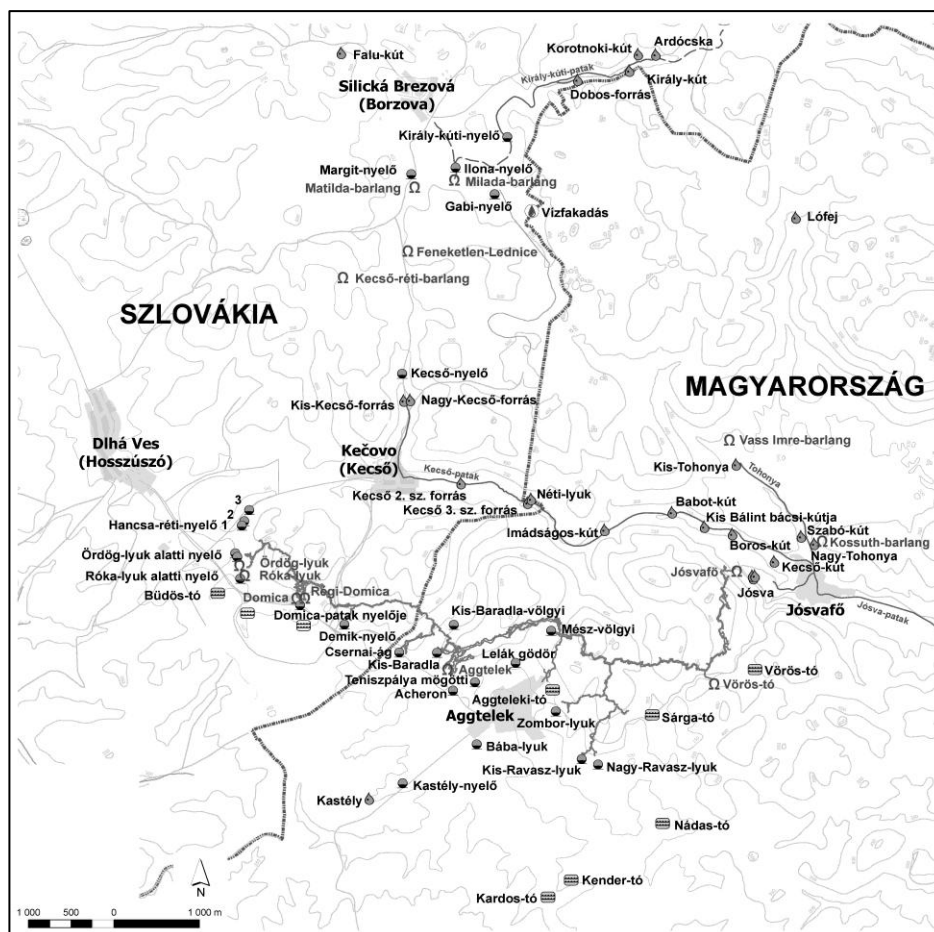 Falu-kút
Korotnoki-kút
Ardócska
Király-kúti-patak
Király-kút
Dobos-forrás
Silická Brezová
(Borzova)
Király-kúti-nyelő
Margit-nyelő
Matilda-barlang
Ilona-nyelő
Milada-barlang
Gabi-nyelő
Vízfakadás
Lófej
Feneketlen-Lednice
Kecső-réti-barlang
SZLOVÁKIA
MAGYARORSZÁG
Kecső-nyelő
Kis-Kecső-forrás
Nagy-Kecső-forrás
Dlhá Ves
(Hosszúszó)
Kečovo
(Kecső)
Kecső-patak
Kecső 2. sz. forrás
Kecső 3. sz. forrás
Néti-lyuk
Vass Imre-barlang
Kis-Tohonya
Tohonya
Babot-kút
Kis Bálint bácsi-kútja
Imádságos-kút
Boros-kút
Szabó-kút
Kossuth-barlang
Nagy-Tohonya
Kecső-kút
Jósvafő
Jósva
Jósvafő
Jósva-patak
3
2
Hancsa-réti-nyelő 1
Ördög-lyuk alatti nyelő
Ördög-lyuk
Róka-lyuk alatti nyelő
Róka-lyuk
Büdös-tó
Domica
Régi-Domica
Domica-patak nyelője
Demik-nyelő
Csernai-ág
Kis-Baradla-völgyi
Kis-Baradla
Mész-völgyi
Lelák gödör
Aggtelek
Teniszpálya mögötti
Acheron
Aggteleki-tó
Aggtelek
Zombor-lyuk
Vörös-tó
Vörös-tó
Sárga-tó
Bába-lyuk
Kis-Ravasz-lyuk
Nagy-Ravasz-lyuk
Kastély-nyelő
Kastély
Nádas-tó
Kender-tó
Kardos-tó
N
1 000 500 0 1 000 m